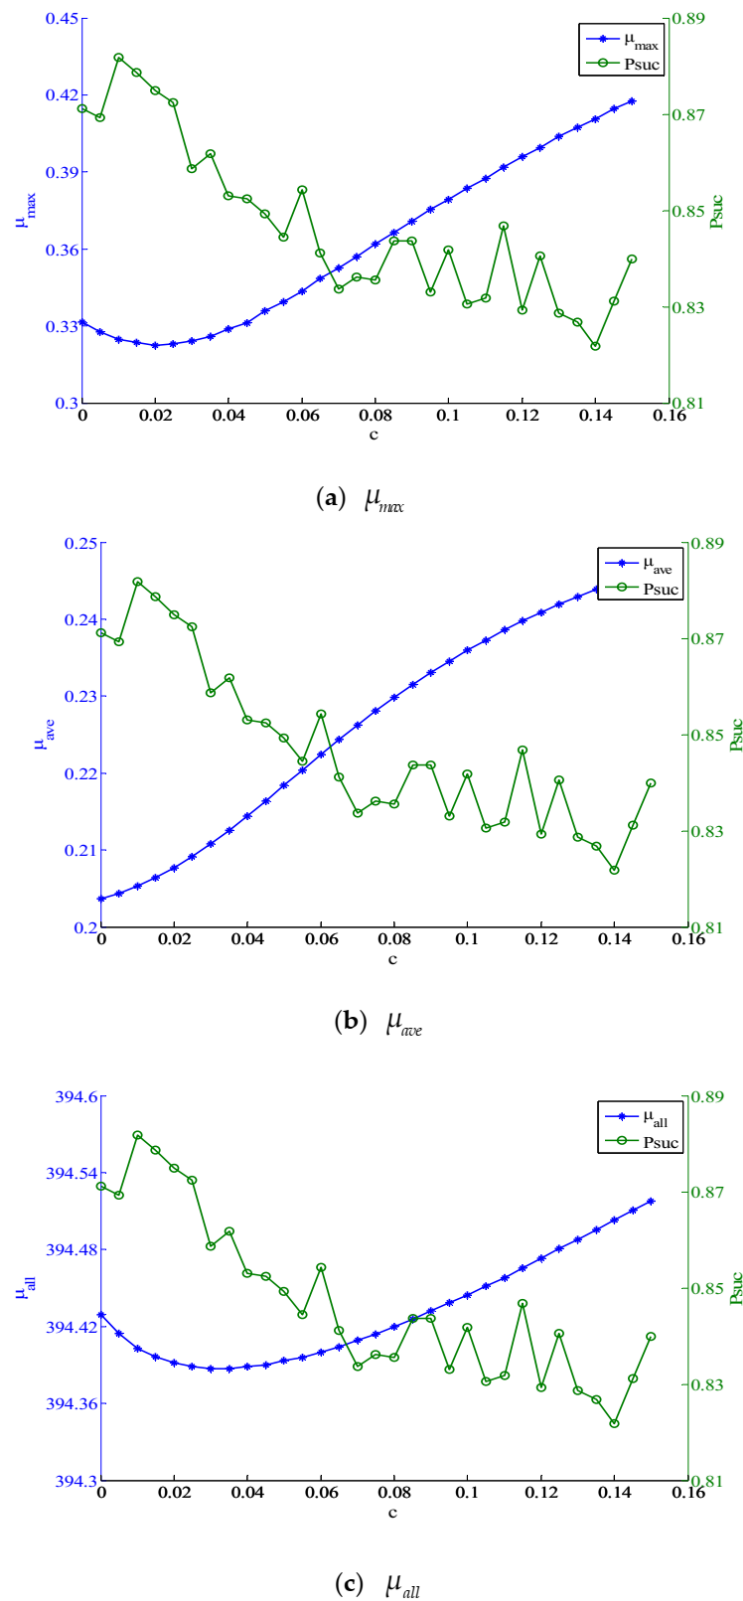 0.45
0.89
μmax
Psuc
0.42
0.87
0.39
μmax
0.85
Psuc
0.36
0.33
0.83
0.3
0.81
0 0.02 0.04 0.06 0.08 0.1 0.12 0.14 0.16
c
(a) μmax
0.25
0.89
μave
Psuc
0.24
0.87
0.23
μave
0.85
Psuc
0.22
0.83
0.21
0.2
0.81
0 0.02 0.04 0.06 0.08 0.1 0.12 0.14 0.16
c
(b) μave
394.6
0.89
μall
Psuc
394.54
0.87
394.48
μall
0.85
Psuc
394.42
0.83
394.36
394.3
0.81
0 0.02 0.04 0.06 0.08 0.1 0.12 0.14 0.16
c
(c) μall